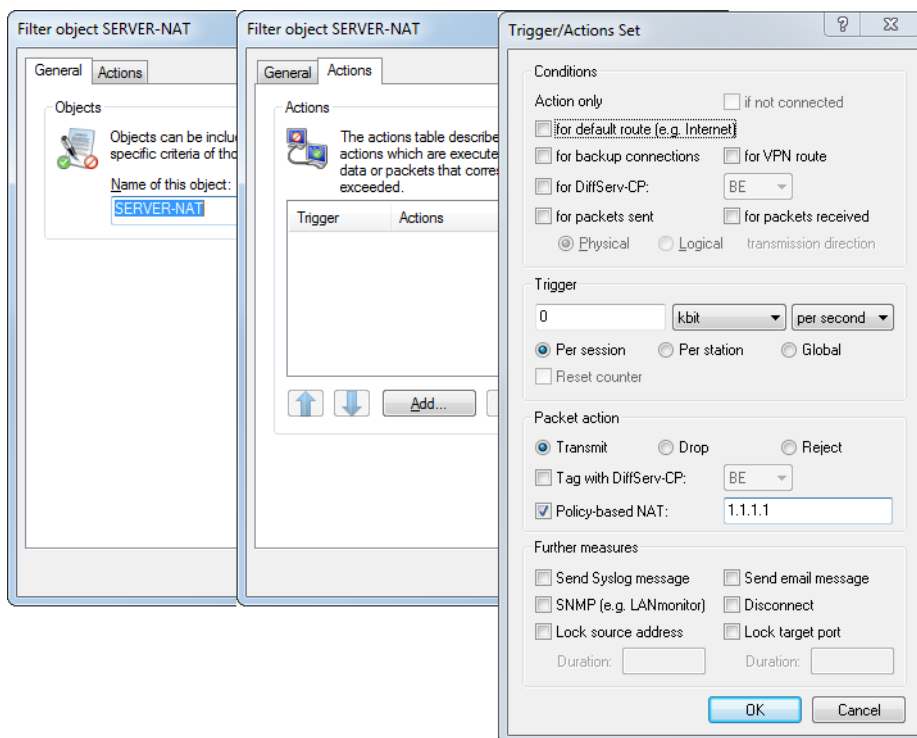 Filter object SERVER-NAT
General Actions
Objects
Objects can be inclu
specific criteria of tho
Name of this object:
SERVER-NAT
Filter object SERVER-NAT
General Actions
Actions
The actions table describe
actions which are execute
data or packets that corres
exceeded.
Trigger Actions
Add...
Trigger/Actions Set
Conditions
Action only if not connected
for default route (e.g. Internet)
for backup connections for VPN route
for DiffServ-CP: BE
for packets sent for packets received
Physical Logical transmission direction
Trigger
0 kbit per second
Per session Per station Global
Reset counter
Packet action
Transmit Drop Reject
Tag with DiffServ-CP: BE
Policy-based NAT: 1.1.1.1
Further measures
Send Syslog message Send email message
SNMP (e.g. LANmonitor) Disconnect
Lock source address Lock target port
Duration: Duration:
OK Cancel